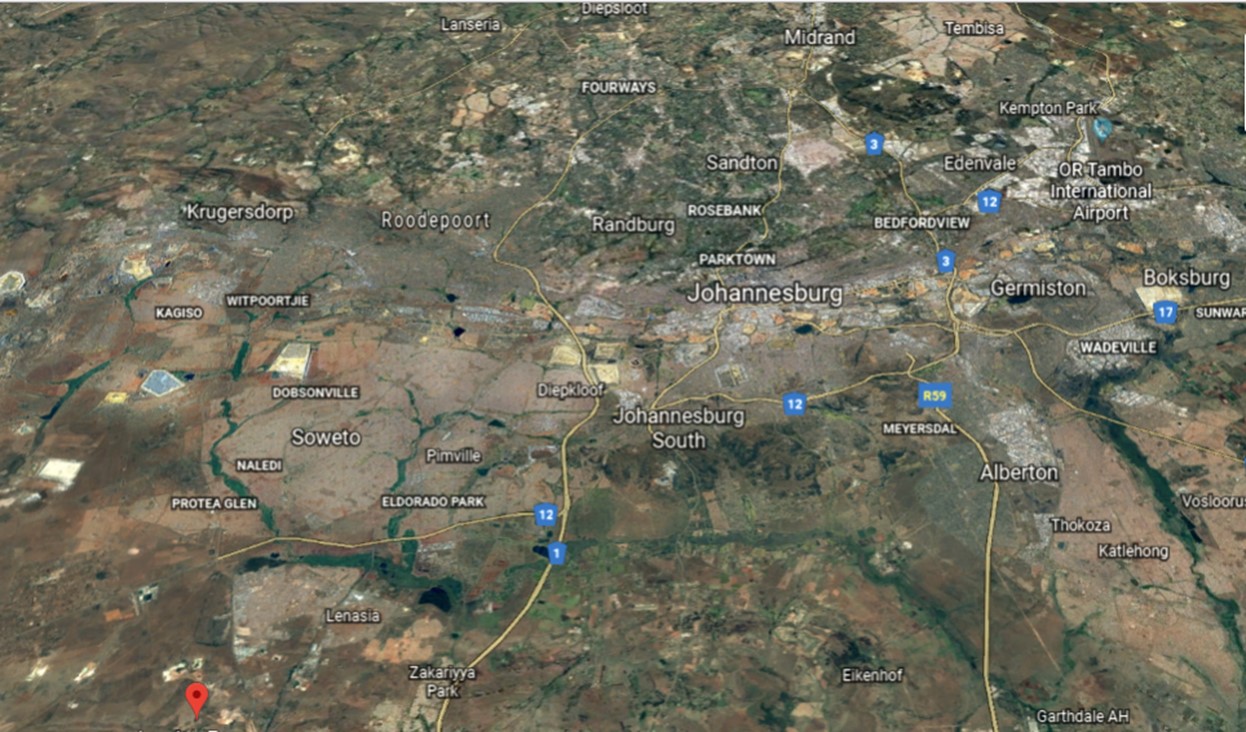 Diepsloot
Lanseria
Tembisa
Midrand
FOURWAYS
Kempton Park
3
Sandton
Edenvale
OR Tambo
International
Airport
12
Krugersdorp
Roodepoort
ROSEBANK
Randburg
BEDFORDVIEW
PARKTOWN
3
Boksburg
Johannesburg
Germiston
WITPOORTJIE
KAGISO
17
SUNWAR
WADEVILLE
DOBSONVILLE
Diepkloof
R59
12
Johannesburg
South
MEYERSDAL
Soweto
Pimville
NALEDI
Alberton
PROTEA GLEN
ELDORADO PARK
Vosloorus
12
Thokoza
1
Katlehong
Lenasia
Zakariyya
Park
Eikenhof
Garthdale AH